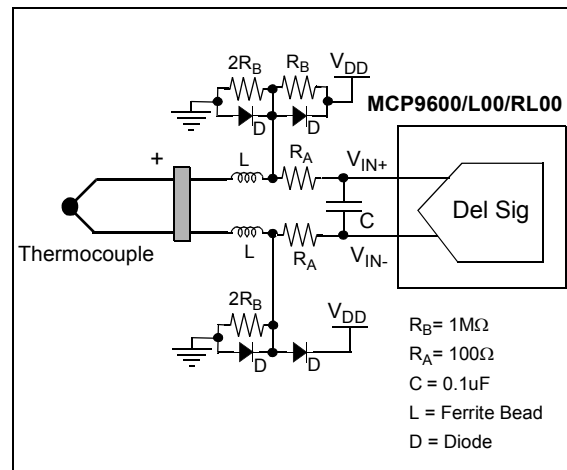 2R_B
R_B
V_DD
MCP9600/L00/RL00
D
D
+
L
R_A
V_IN+
Thermocouple
C
Del Sig
L
R_A
V_IN-
2R_B
V_DD
D
D
R_B= 1MΩ
R_A= 100Ω
C = 0.1uF
L = Ferrite Bead
D = Diode